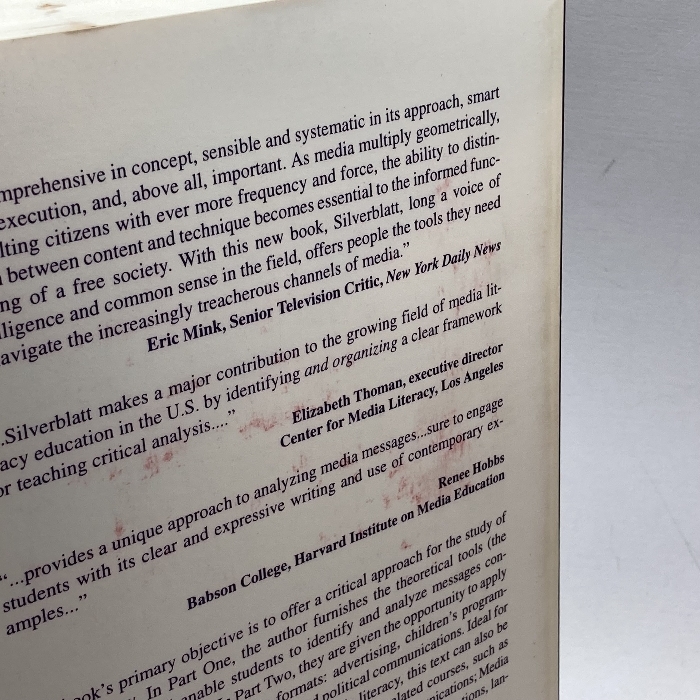 mprehensive in concept, sensible and systematic in its approach, smart
execution, and, above all, important. As media multiply geometrically,
lting citizens with ever more frequency and force, the ability to distin-
between content and technique becomes essential to the informed func-
ng of a free society. With this new book, Silverblatt, long a voice of
lligence and common sense in the field, offers people the tools they need
avigate the increasingly treacherous channels of media.”
Eric Mink, Senior Television Critic, New York Daily News
.Silverblatt makes a major contribution to the growing field of media lit-
acy education in the U.S. by identifying and organizing a clear framework
or teaching critical analysis....”
Elizabeth Thoman, executive director
Center for Media Literacy, Los Angeles
“...provides a unique approach to analyzing media messages...sure to engage
students with its clear and expressive writing and use of contemporary ex-
amples...”
Renee Hobbs
Babson College, Harvard Institute on Media Education
ook’s primary objective is to offer a critical approach for the study of
. In Part One, the author furnishes the theoretical tools (the
enable students to identify and analyze messages con-
Part Two, they are given the opportunity to apply
formats: advertising, children’s program-
political communications. Ideal for
literacy, this text can also be
lated courses, such as
nications; Media
tions, lan-